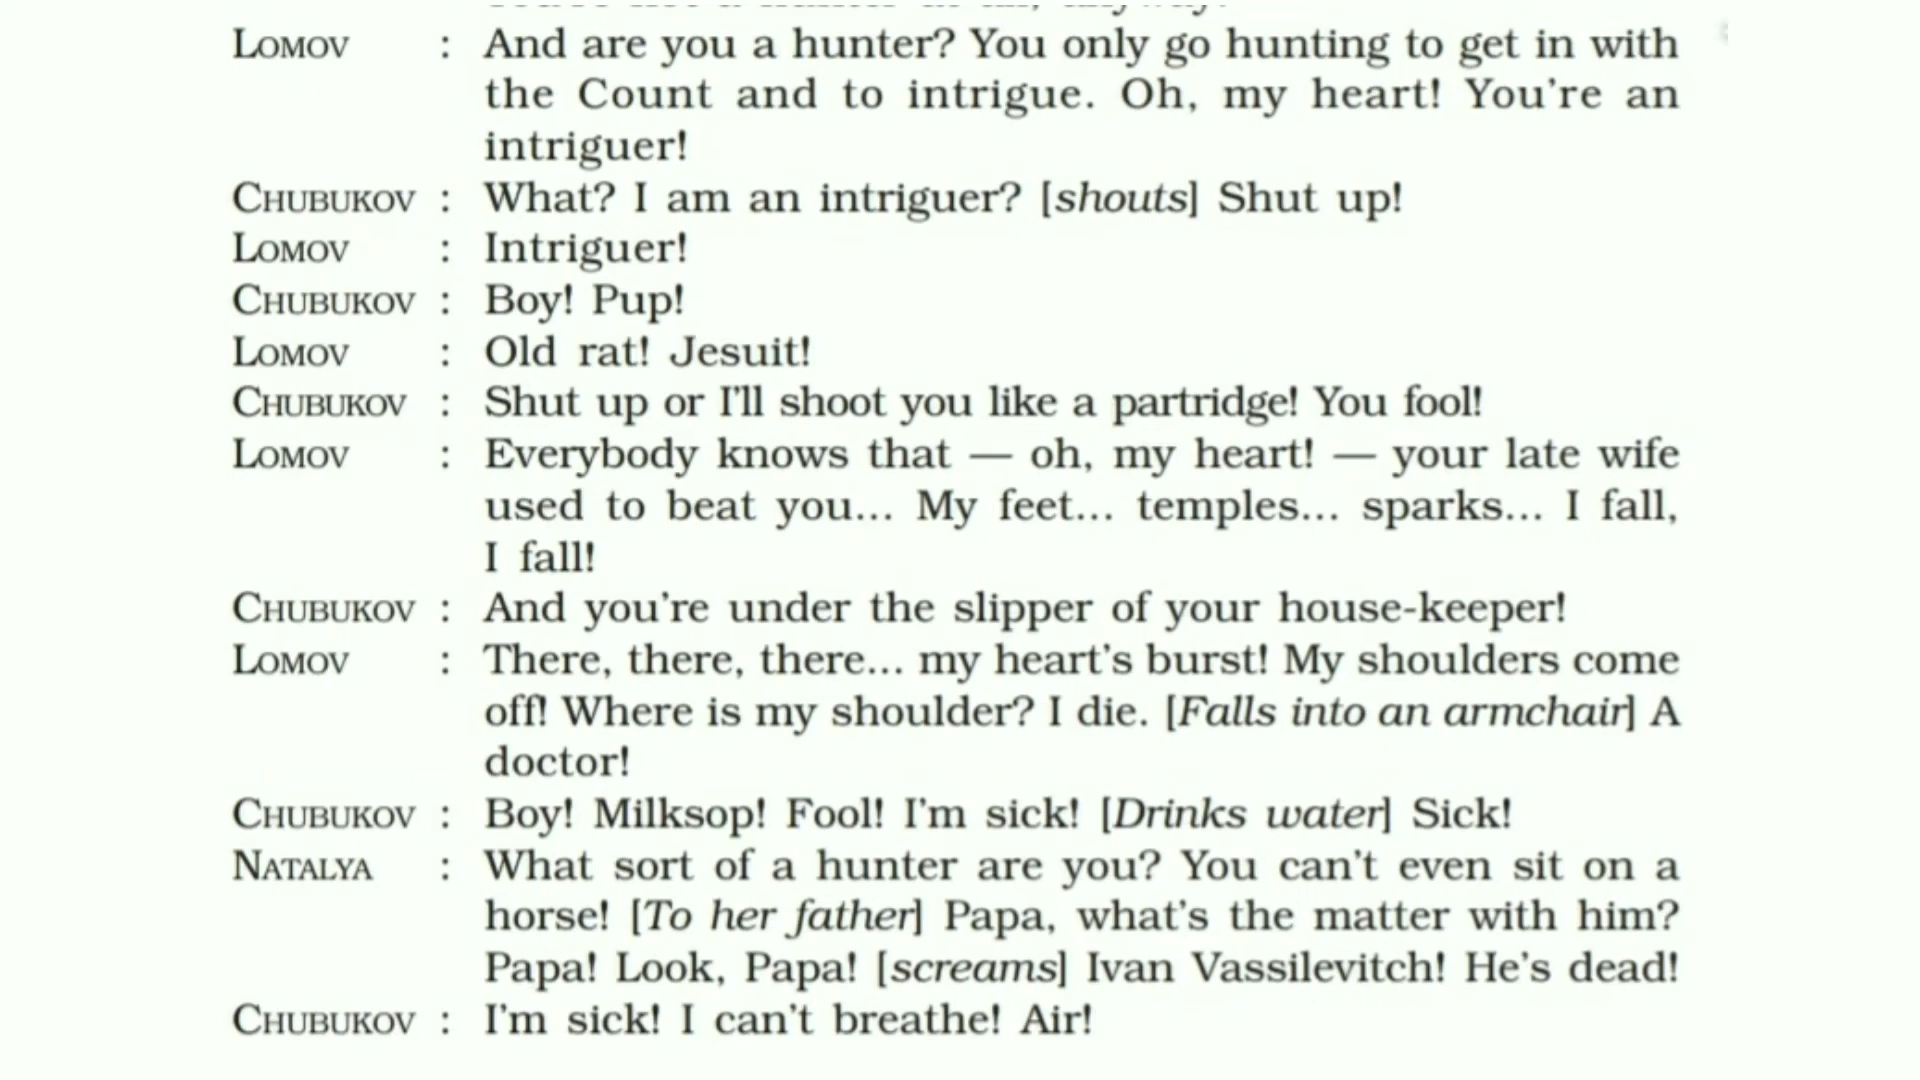 LOMOV : And are you a hunter? You only go hunting to get in with
the Count and to intrigue. Oh, my heart! You're an
intriguer!
CHUBUKOV : What? I am an intriguer? [shouts] Shut up!
LOMOV : Intriguer!
CHUBUKOV : Boy! Pup!
LOMOV : Old rat! Jesuit!
CHUBUKOV : Shut up or I'll shoot you like a partridge! You fool!
LOMOV : Everybody knows that — oh, my heart! — your late wife
used to beat you... My feet... temples... sparks... I fall,
I fall!
CHUBUKOV : And you're under the slipper of your house-keeper!
LOMOV : There, there, there... my heart's burst! My shoulders come
off! Where is my shoulder? I die. [Falls into an armchair] A
doctor!
CHUBUKOV : Boy! Milksop! Fool! I'm sick! [Drinks water] Sick!
NATALYA : What sort of a hunter are you? You can't even sit on a
horse! [To her father] Papa, what's the matter with him?
Papa! Look, Papa! [screams] Ivan Vassilevitch! He's dead!
CHUBUKOV : I'm sick! I can't breathe! Air!